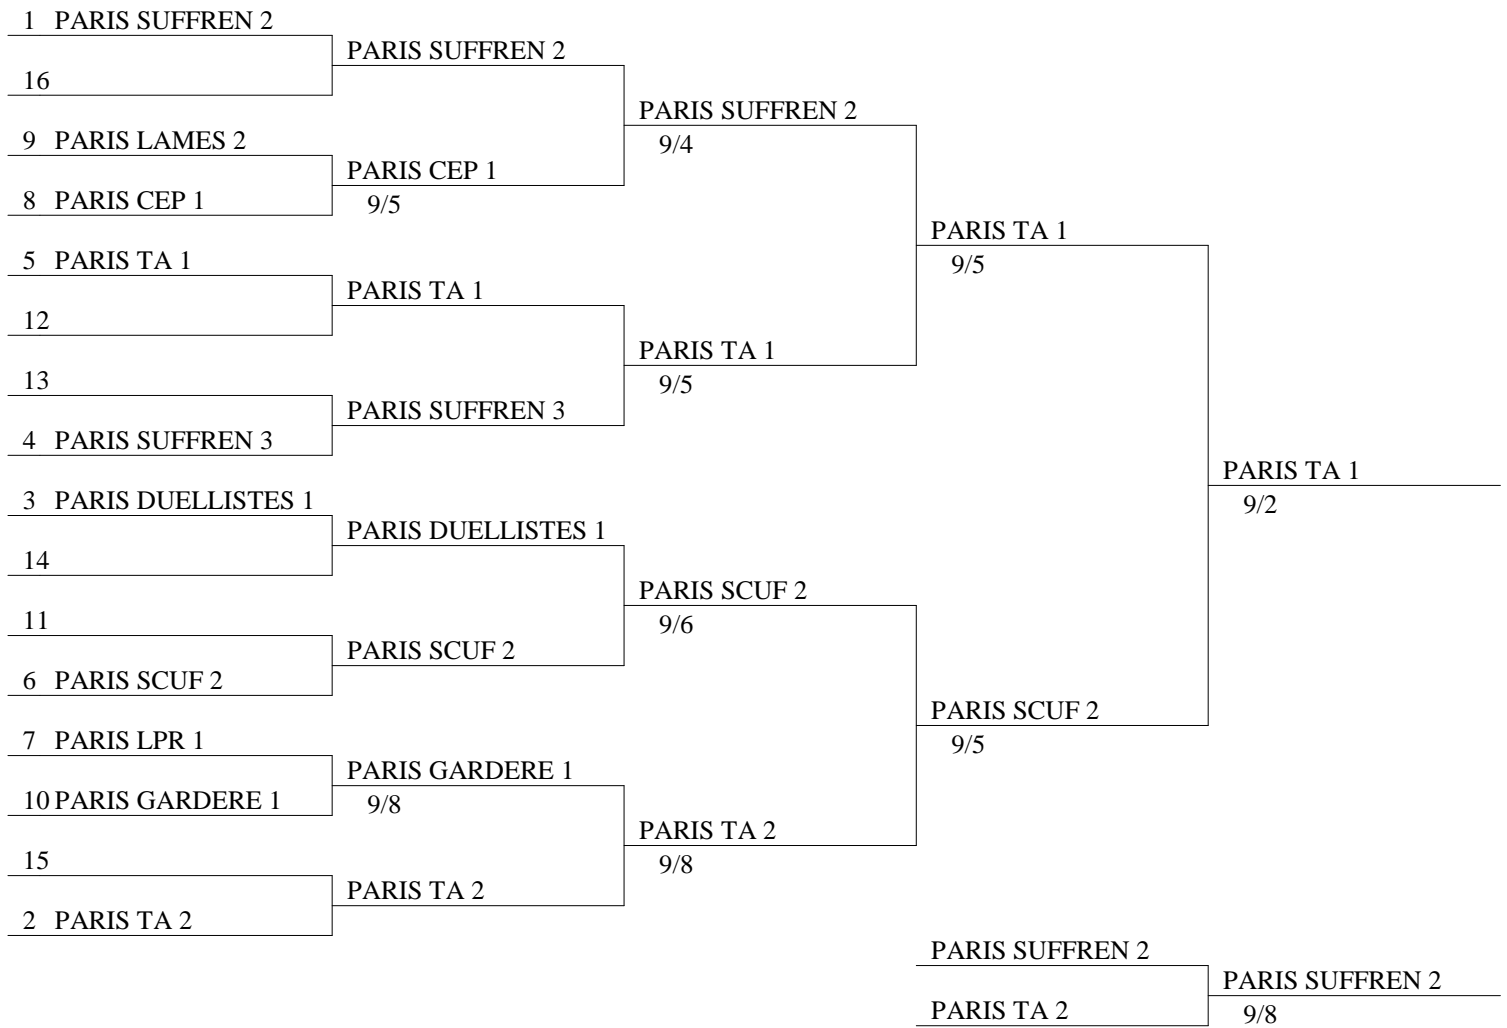 1 PARIS SUFFREN 2
PARIS SUFFREN 2
16
PARIS SUFFREN 2
9 PARIS LAMES 2
9/4
PARIS CEP 1
8 PARIS CEP 1
9/5
PARIS TA 1
5 PARIS TA 1
9/5
PARIS TA 1
12
PARIS TA 1
13
9/5
PARIS SUFFREN 3
4 PARIS SUFFREN 3
PARIS TA 1
3 PARIS DUELLISTES 1
9/2
PARIS DUELLISTES 1
14
PARIS SCUF 2
11
9/6
PARIS SCUF 2
6 PARIS SCUF 2
PARIS SCUF 2
7 PARIS LPR 1
9/5
PARIS GARDERE 1
10 PARIS GARDERE 1
9/8
PARIS TA 2
15
9/8
PARIS TA 2
2 PARIS TA 2
PARIS SUFFREN 2
PARIS SUFFREN 2
PARIS TA 2
9/8